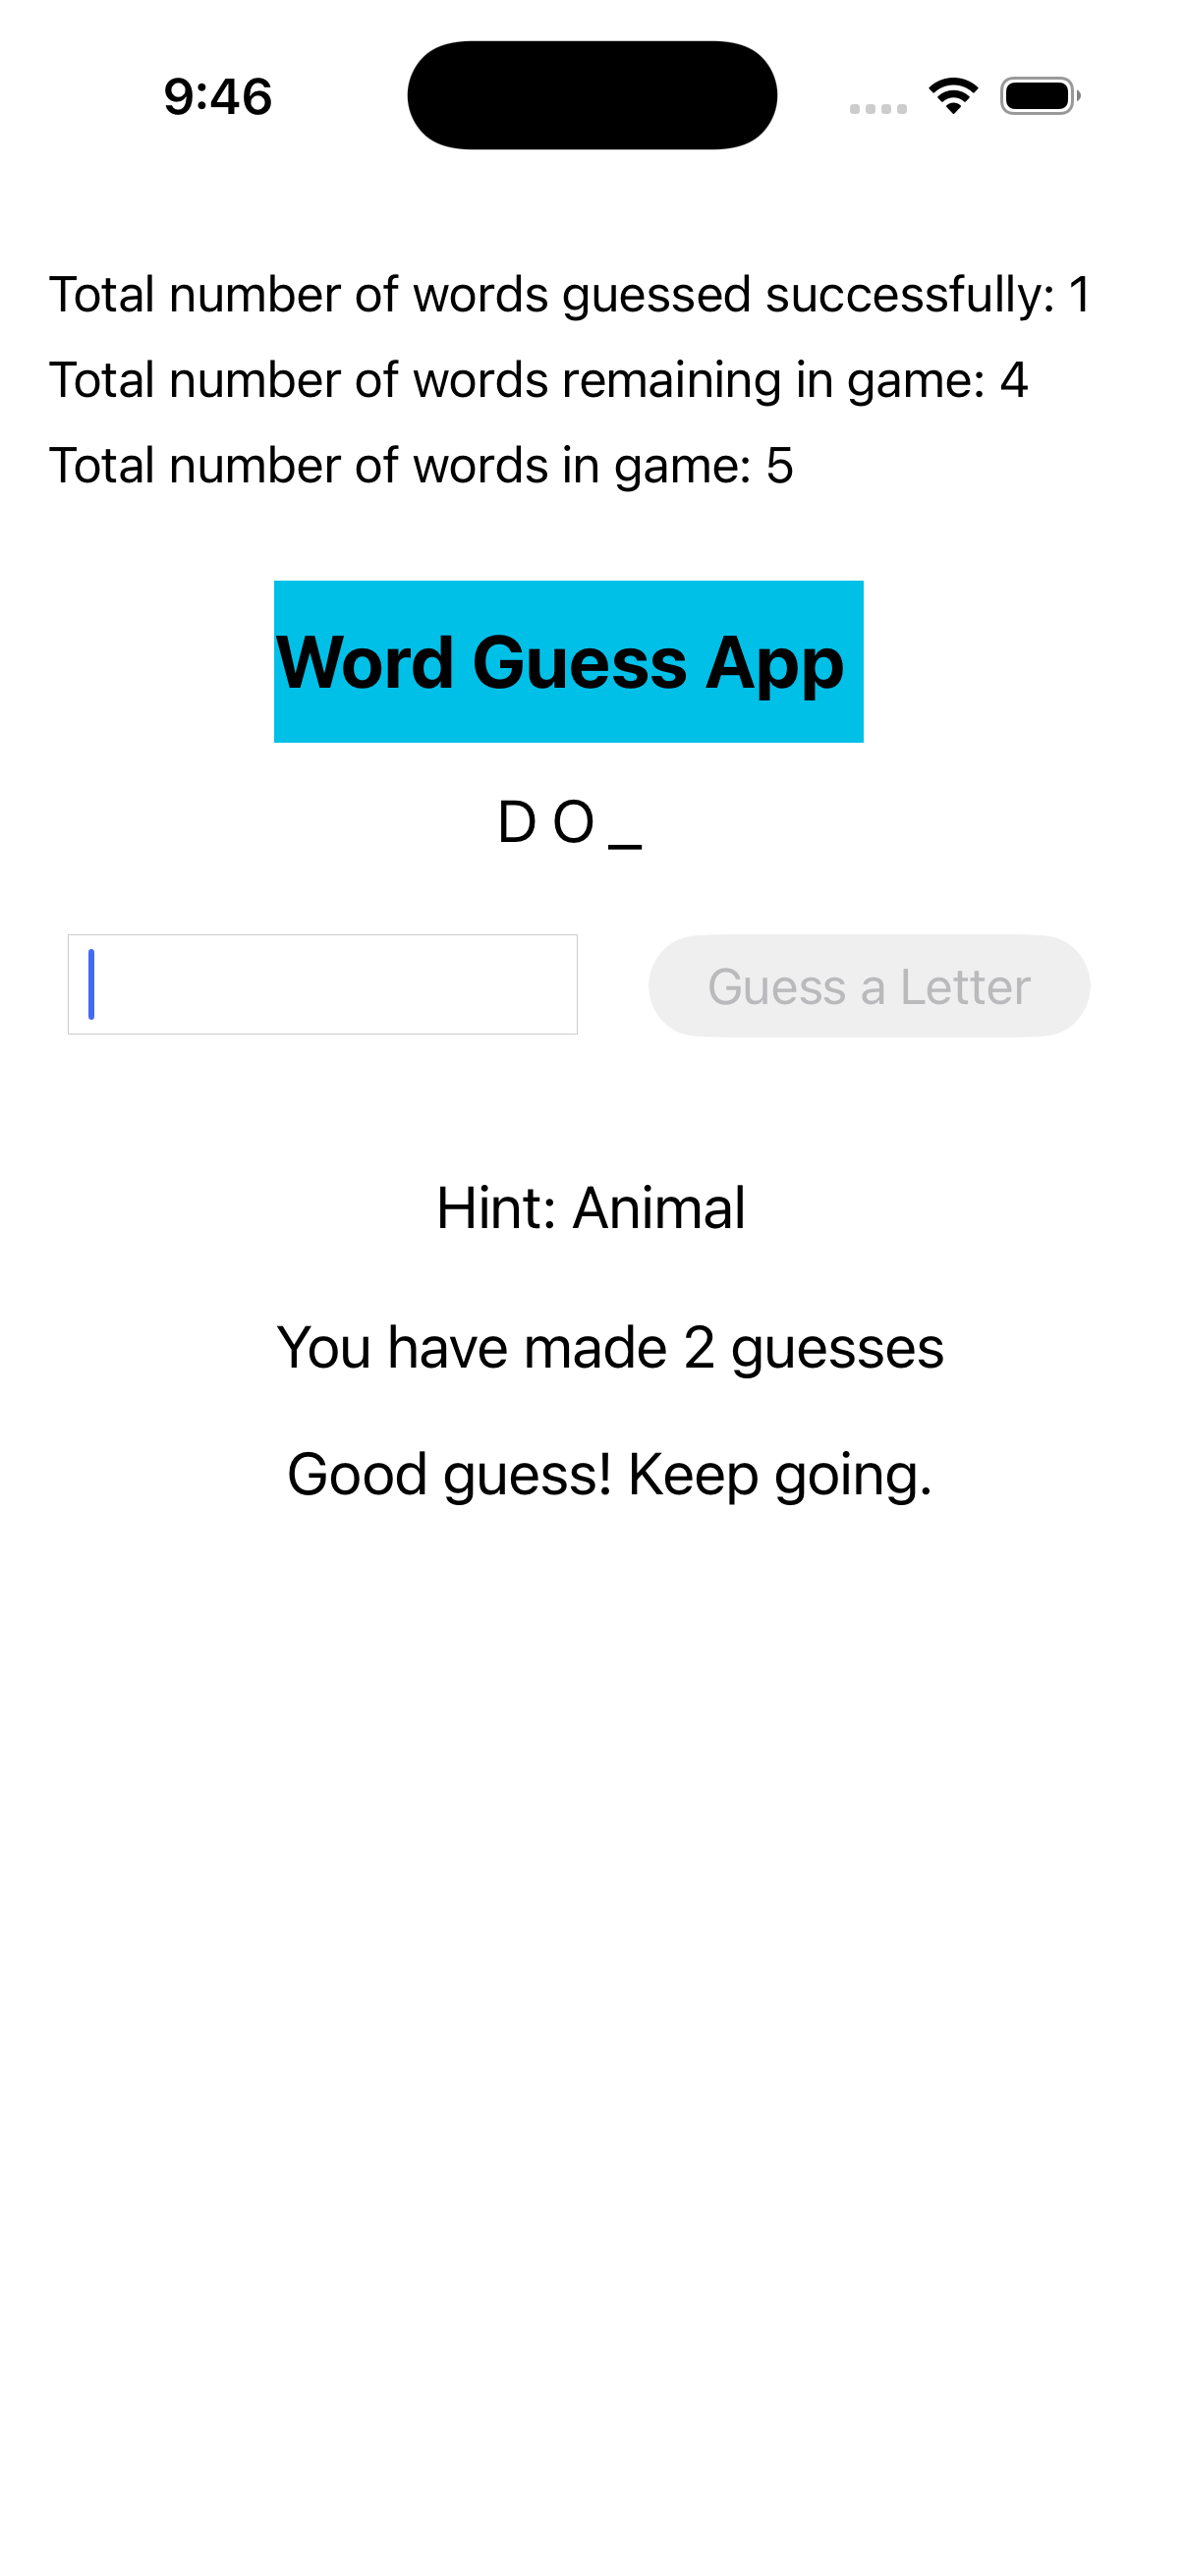 9:46
Total number of words guessed successfully: 1
Total number of words remaining in game: 4
Total number of words in game: 5
Word Guess App
D O _
Guess a Letter
Hint: Animal
You have made 2 guesses
Good guess! Keep going.